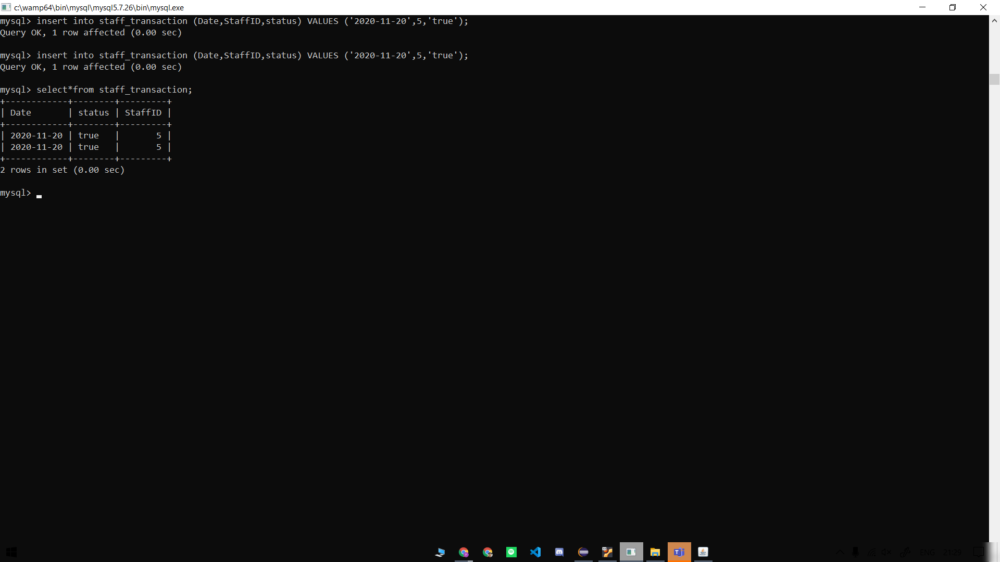 c:\wamp64\bin\mysql\mysql5.7.26\bin\mysql.exe
mysql> insert into staff_transaction (Date,StaffID,status) VALUES ('2020-11-20',5,'true');
Query OK, 1 row affected (0.00 sec)
mysql> insert into staff_transaction (Date,StaffID,status) VALUES ('2020-11-20',5,'true');
Query OK, 1 row affected (0.00 sec)
mysql> select*from staff_transaction;
+------------+--------+---------+
| Date       | status | StaffID |
+------------+--------+---------+
| 2020-11-20 | true   |       5 |
| 2020-11-20 | true   |       5 |
+------------+--------+---------+
2 rows in set (0.00 sec)
mysql>
ENG 21:29